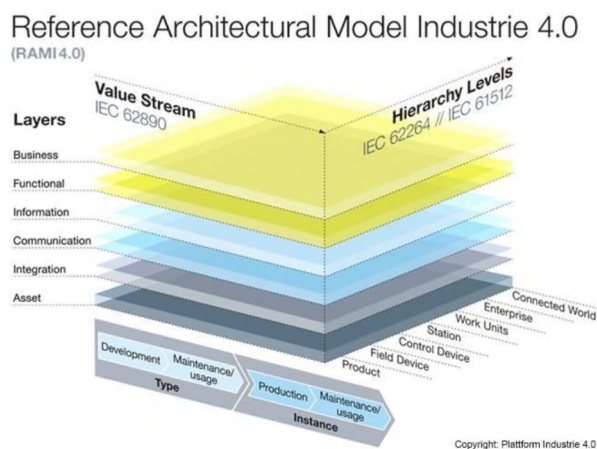 Reference Architectural Model Industrie 4.0
(RAMI 4.0)
Value Stream
IEC 62890
Hierarchy Levels
IEC 62264 // IEC 61512
Layers
Business
Functional
Information
Communication
Integration
Asset
Connected World
Enterprise
Work Units
Station
Control Device
Field Device
Product
Development
Maintenance/
usage
Type
Production
Maintenance/
usage
Instance
Copyright: Plattform Industrie 4.0